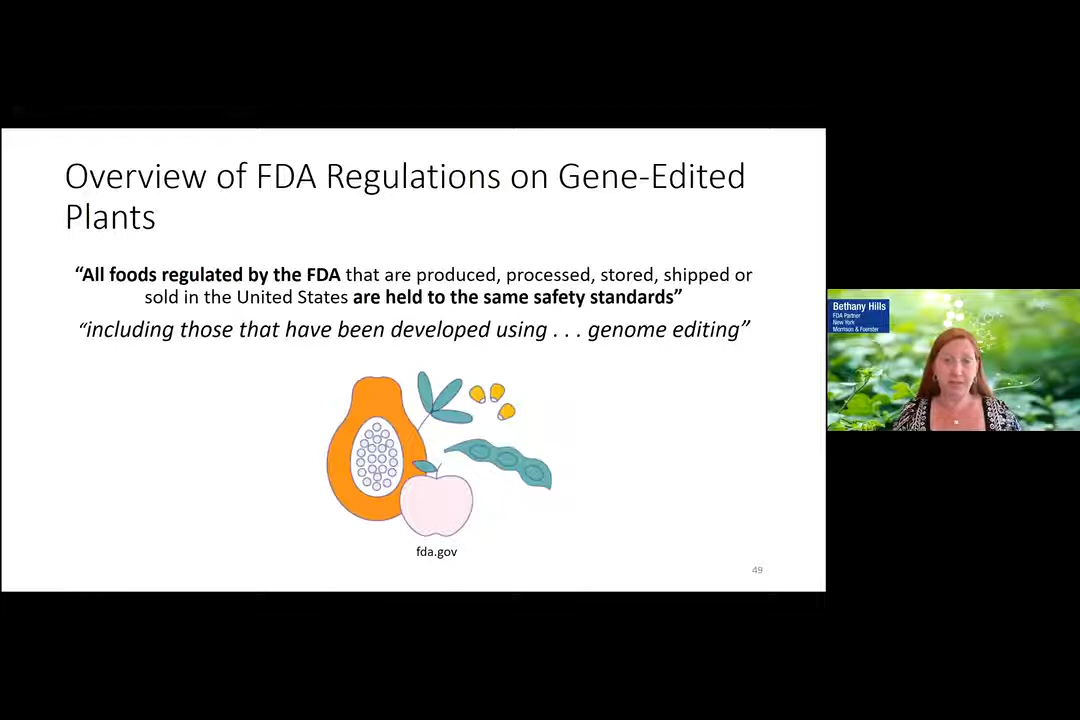 Overview of FDA Regulations on Gene-Edited
Plants
“All foods regulated by the FDA that are produced, processed, stored, shipped or
sold in the United States are held to the same safety standards”
“including those that have been developed using . . . genome editing”
fda.gov
49
Bethany Hills
FDA Partner
New York
Morrison & Foerster